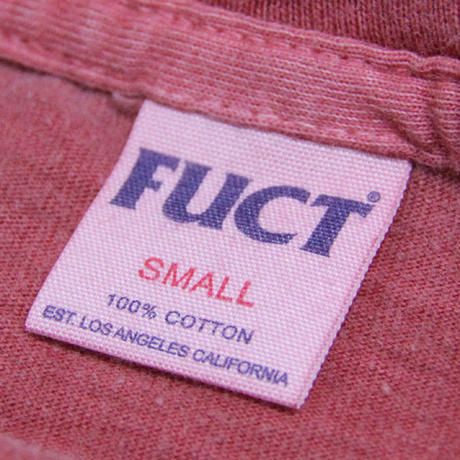 FUCT®
SMALL
100% COTTON
EST. LOS ANGELES CALIFORNIA